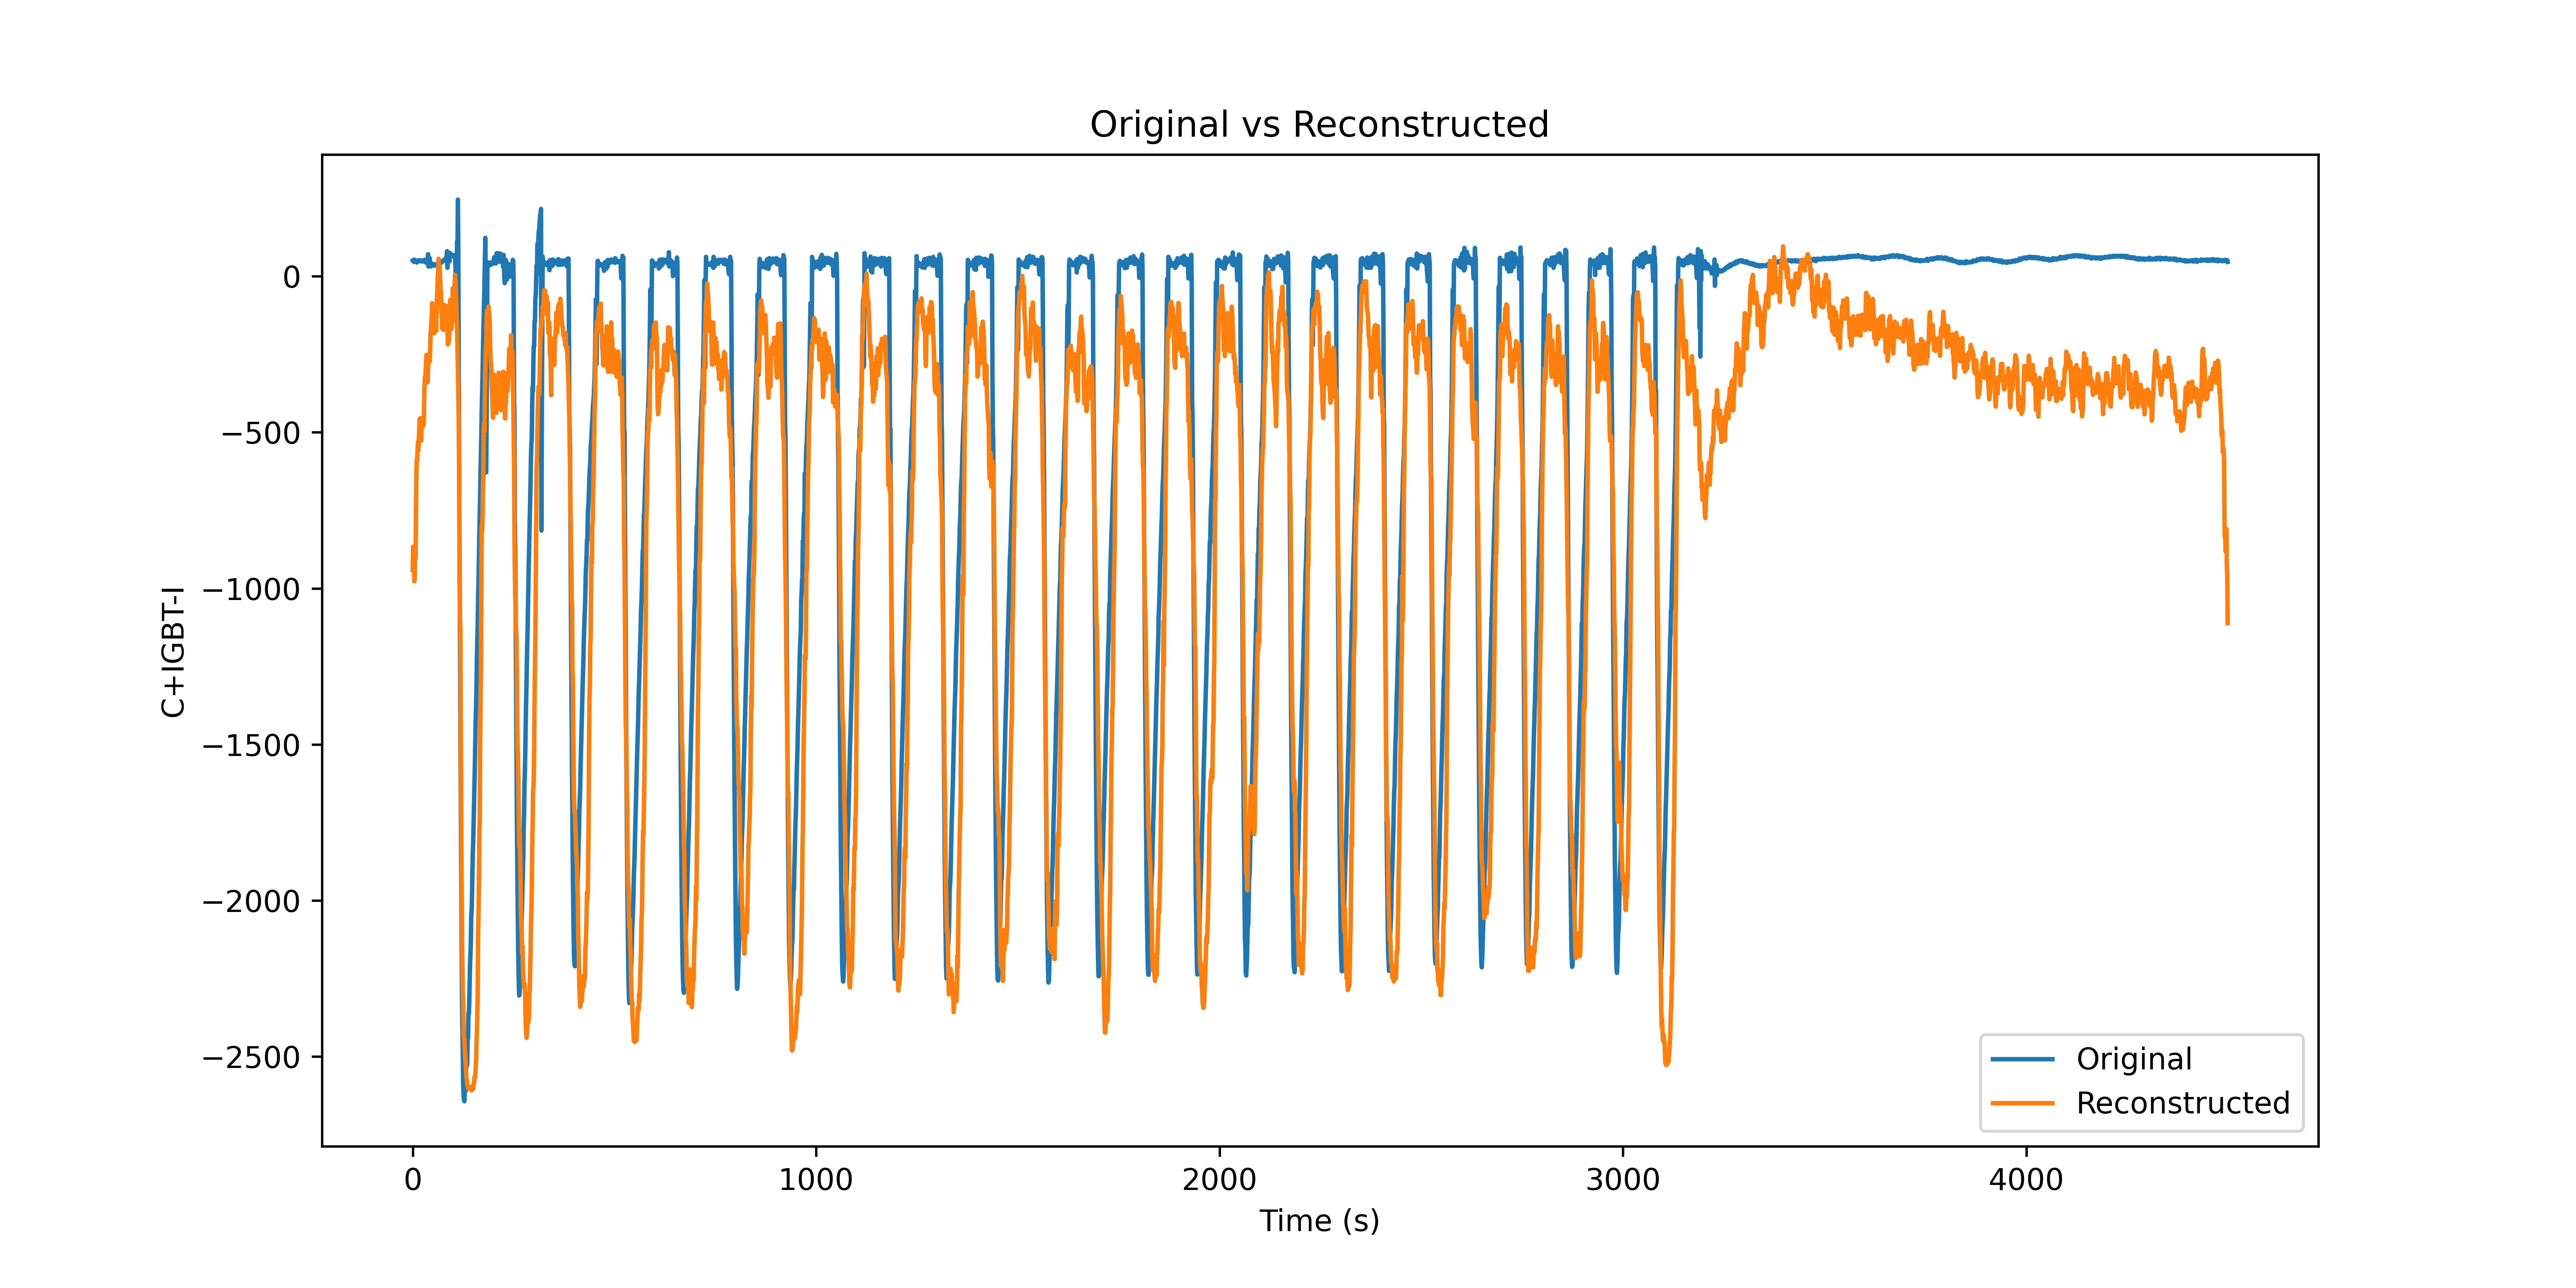 Original vs Reconstructed
C+IGBT-I
0
−500
−1000
−1500
−2000
−2500
0 1000 2000 3000 4000
Time (s)
Original
Reconstructed